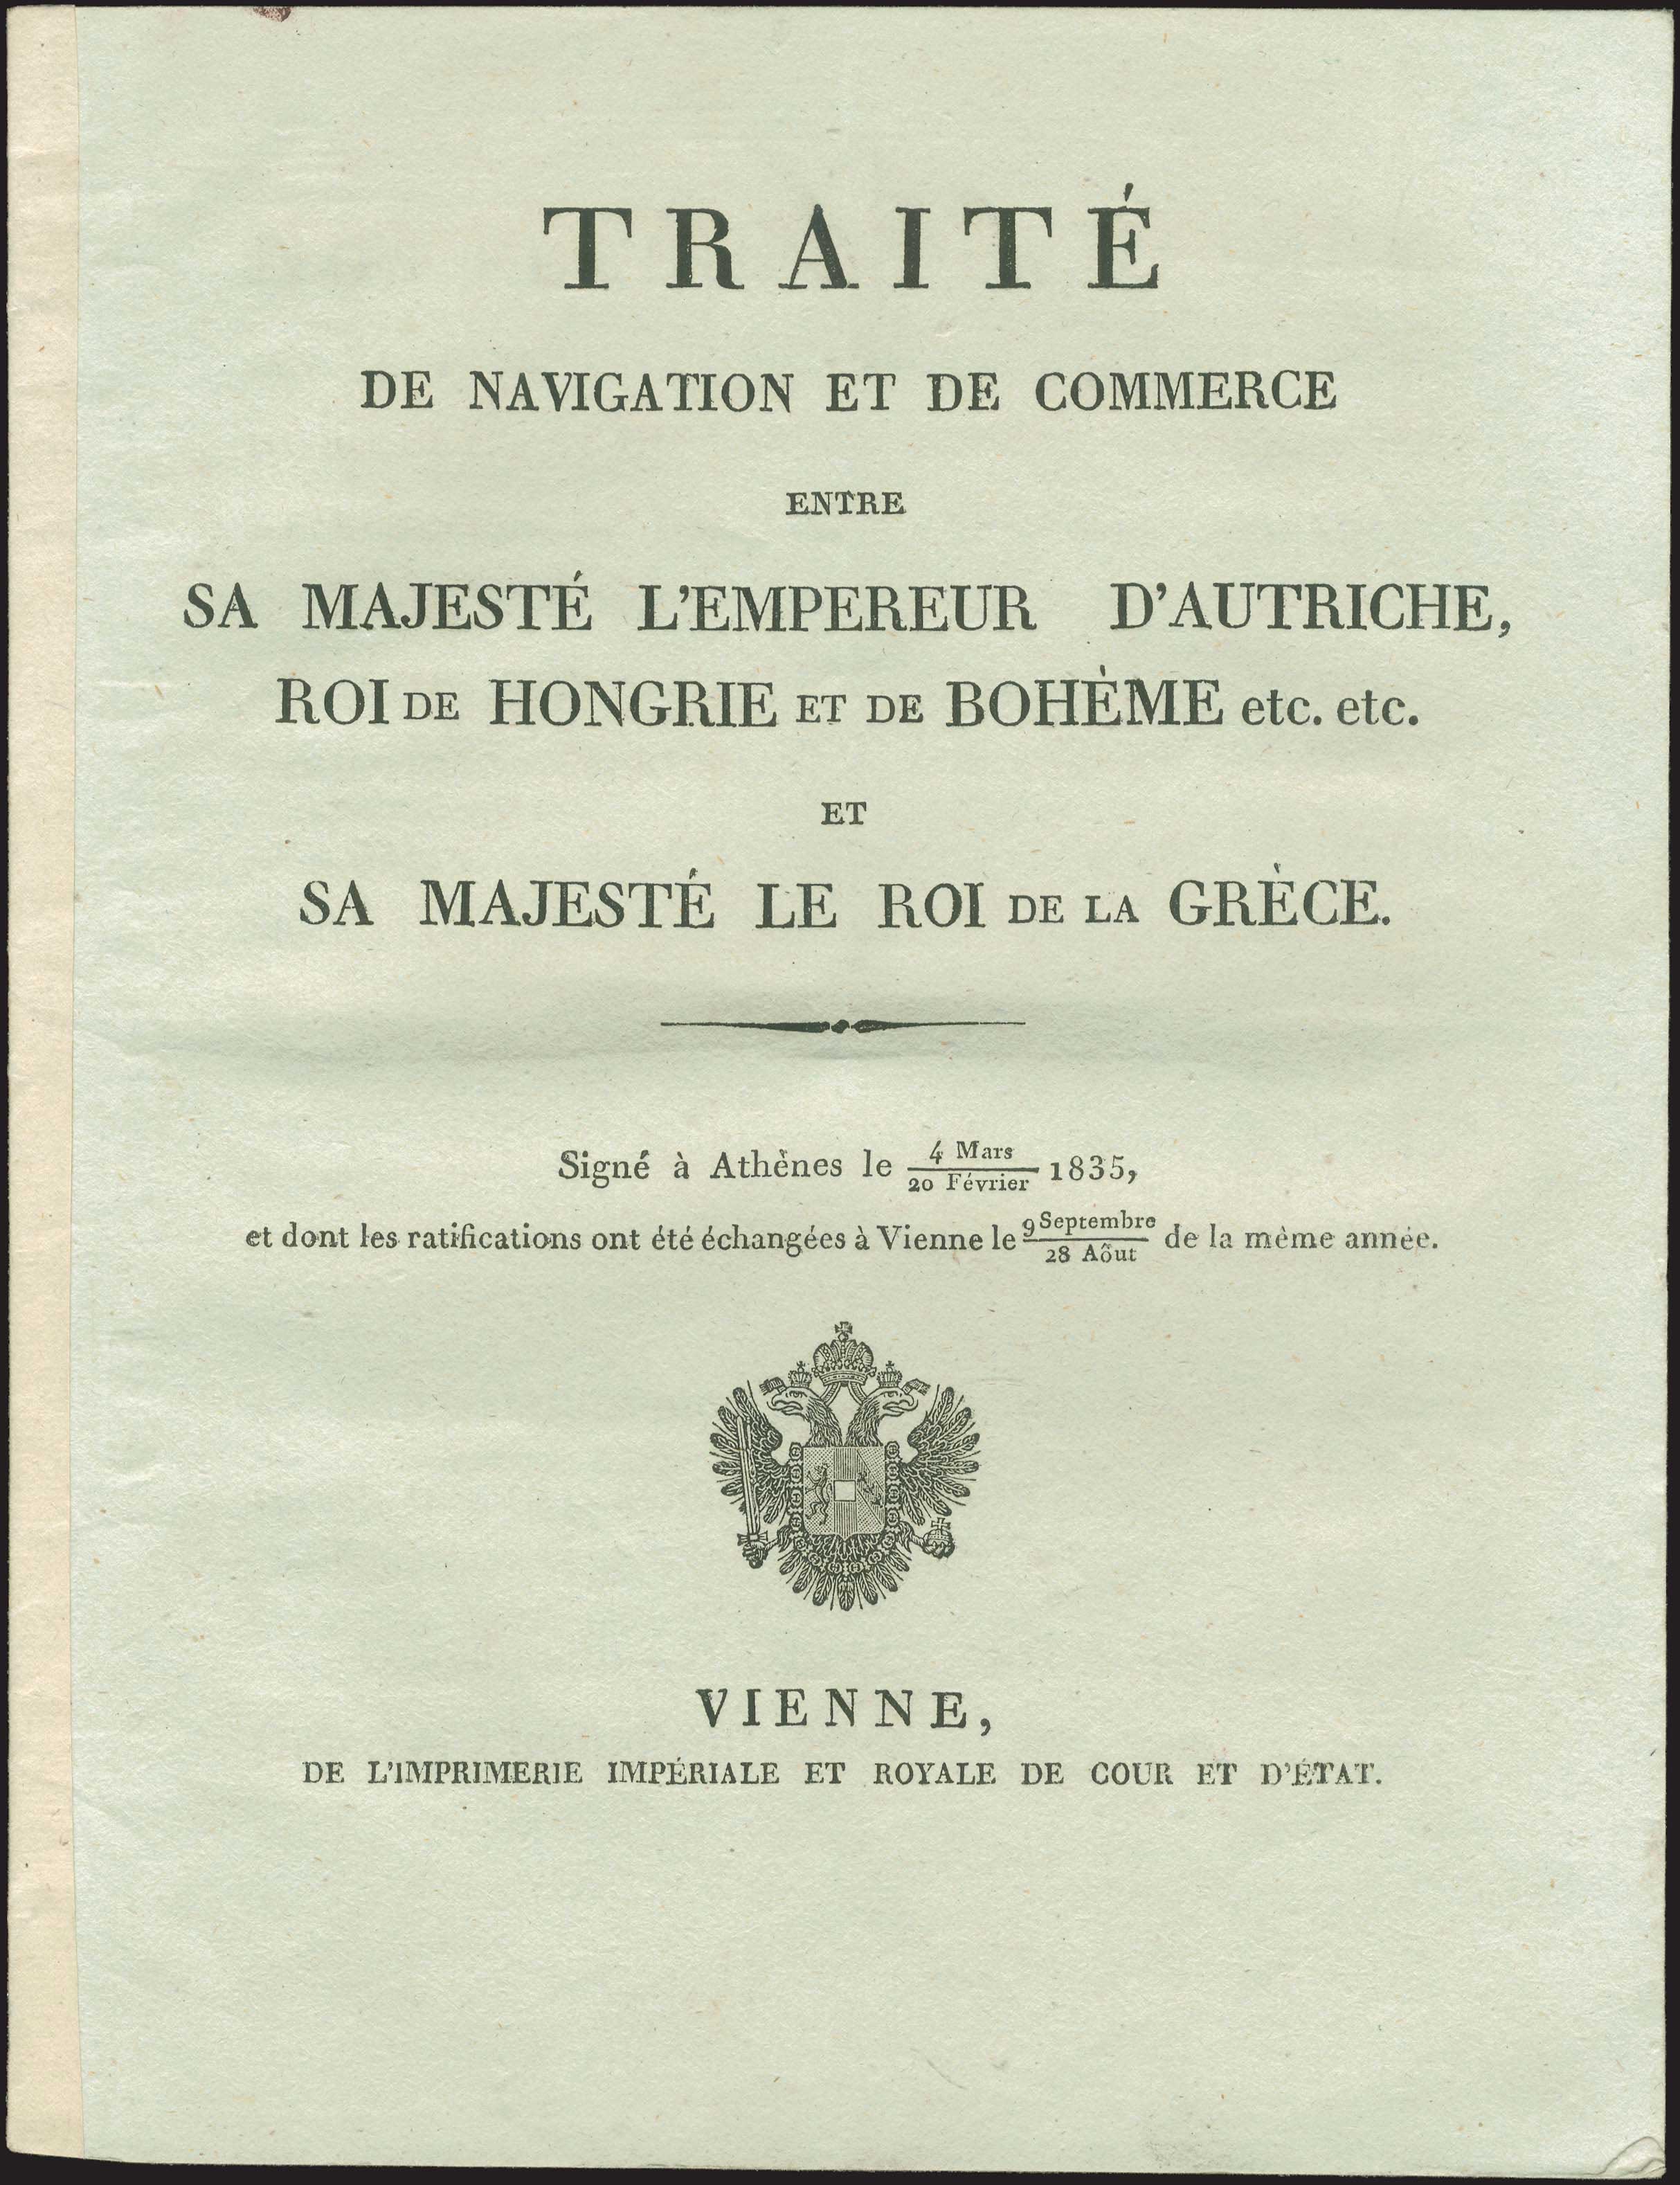 TRAITÉ
DE NAVIGATION ET DE COMMERCE
ENTRE
SA MAJESTÉ L'EMPEREUR D'AUTRICHE,
ROI DE HONGRIE ET DE BOHÈME etc. etc.
ET
SA MAJESTÉ LE ROI DE LA GRÈCE.
Signé à Athènes le 4 Mars / 20 Février 1835,
et dont les ratifications ont été échangées à Vienne le 9 Septembre / 28 Aôut de la mème année.
VIENNE,
DE L'IMPRIMERIE IMPÉRIALE ET ROYALE DE COUR ET D'ÉTAT.